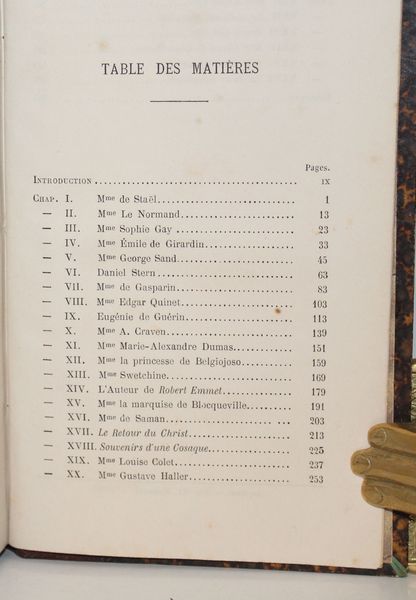 TABLE DES MATIÈRES
Pages.
INTRODUCTION ........................................ IX
CHAP. I. Mme de Staël........................... 1
— II. Mme Le Normand....................... 13
— III. Mme Sophie Gay ....................... 23
— IV. Mme Émile de Girardin.................. 33
— V. Mme George Sand....................... 45
— VI. Daniel Stern ........................... 63
— VII. Mme de Gasparin....................... 83
— VIII. Mme Edgar Quinet...................... 103
— IX. Eugénie de Guérin...................... 113
— X. Mme A. Craven......................... 139
— XI. Mme Marie-Alexandre Dumas............. 151
— XII. Mme la princesse de Belgiojoso........... 159
— XIII. Mme Swetchine......................... 169
— XIV. L'Auteur de Robert Emmet............... 179
— XV. Mme la marquise de Blocqueville......... 191
— XVI. Mme de Saman ................... ... 203
— XVII. Le Retour du Christ..................... 213
— XVIII. Souvenirs d'une Cosaque................. 225
— XIX. Mme Louise Colet....................... 237
— XX. Mme Gustave Haller..................... 253